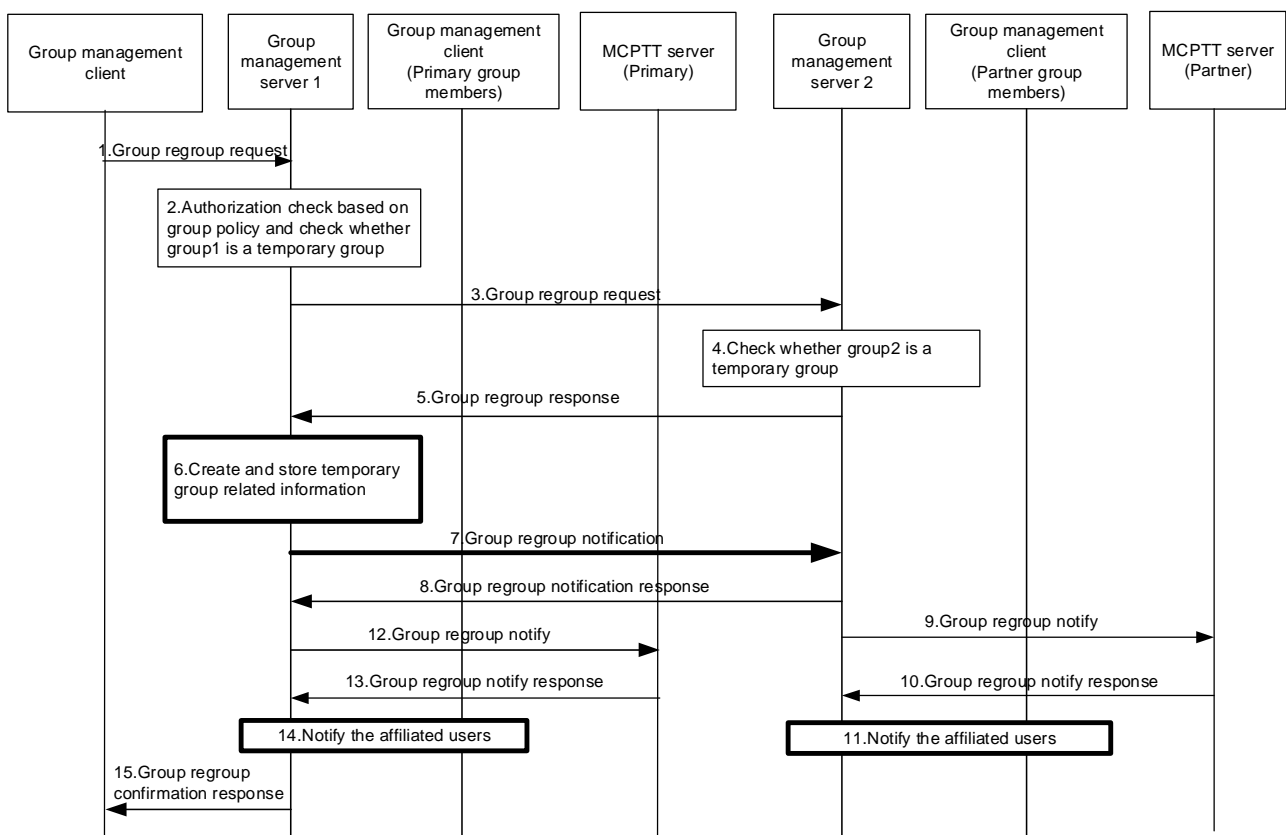 Group management
client
Group
management
server 1
Group management
client
(Primary group
members)
MCPTT server
(Primary)
Group
management
server 2
Group management
client
(Partner group
members)
MCPTT server
(Partner)
1.Group regroup request
2.Authorization check based on
group policy and check whether
group1 is a temporary group
3.Group regroup request
4.Check whether group2 is a
temporary group
5.Group regroup response
6.Create and store temporary
group related information
7.Group regroup notification
8.Group regroup notification response
9.Group regroup notify
12.Group regroup notify
13.Group regroup notify response
10.Group regroup notify response
14.Notify the affiliated users
11.Notify the affiliated users
15.Group regroup
confirmation response